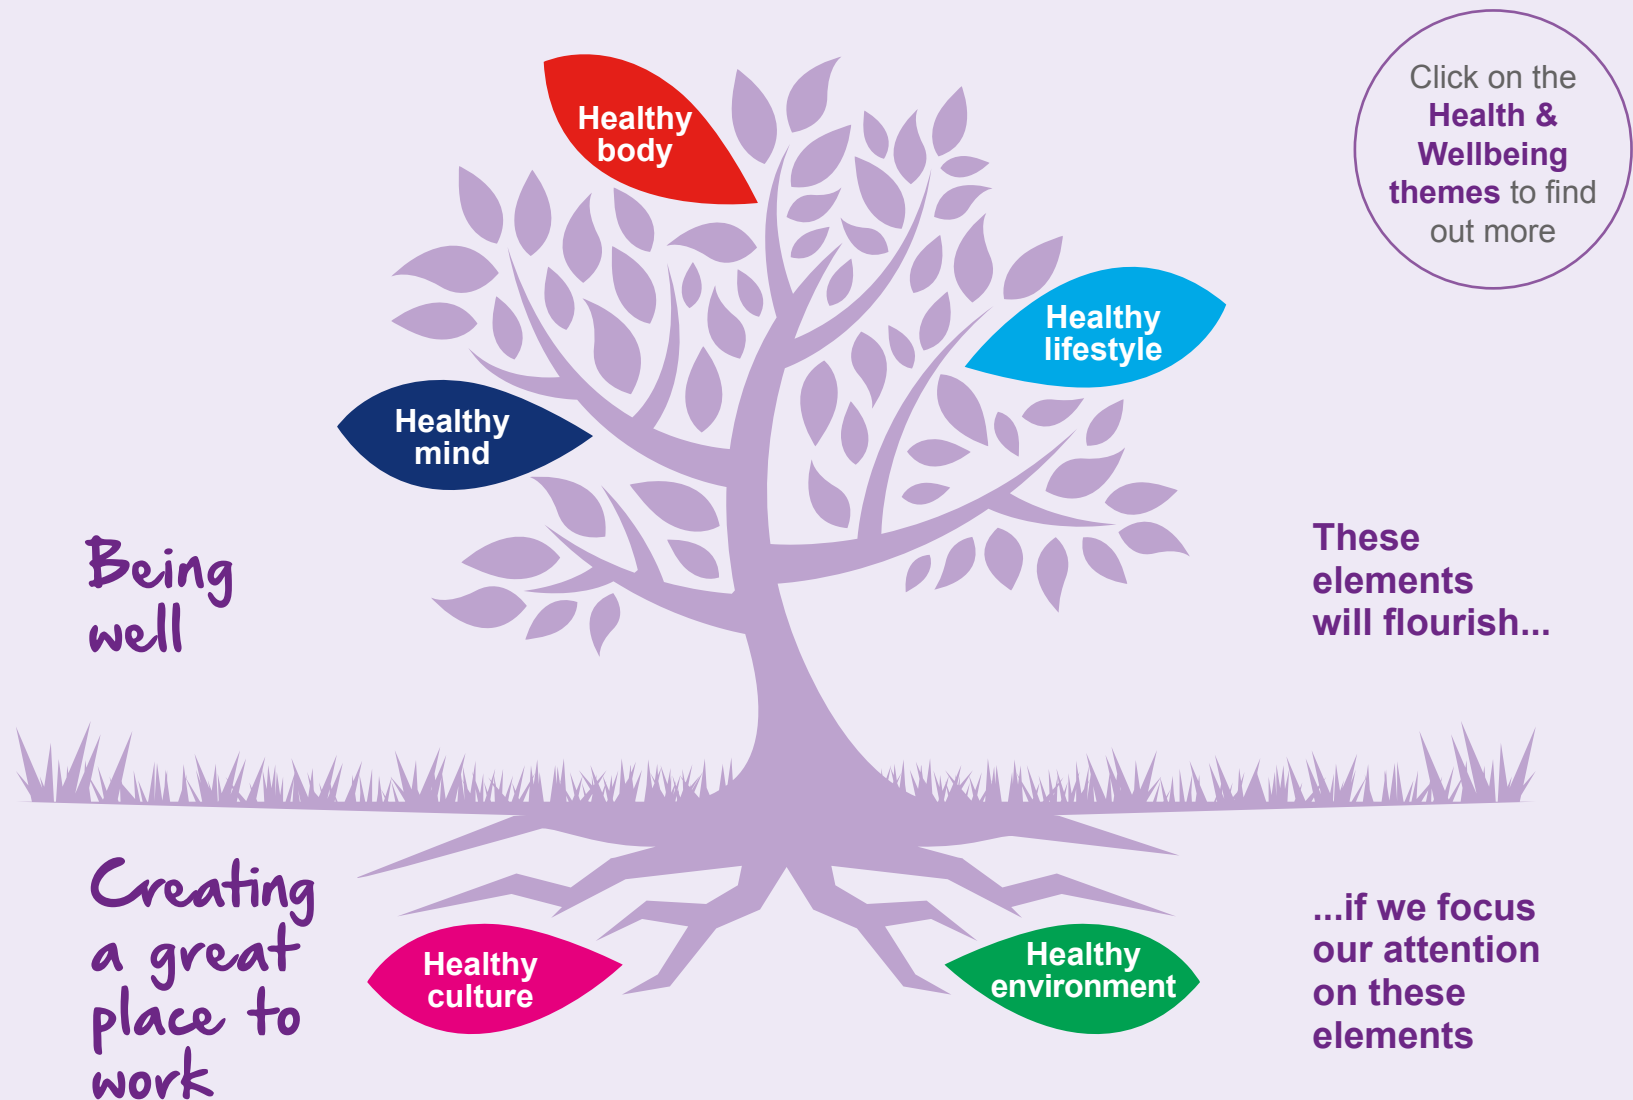 Click on the
Health &
Wellbeing
themes to find
out more
Healthy
body
Healthy
lifestyle
Healthy
mind
Being
well
These
elements
will flourish...
Creating
a great
place to
work
Healthy
culture
Healthy
environment
...if we focus
our attention
on these
elements